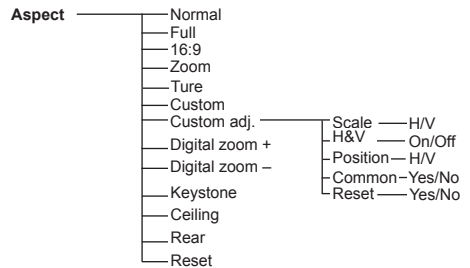 Aspect Normal
Full
16:9
Zoom
Ture
Custom
Custom adj. Scale H/V
H&V On/Off
Digital zoom + Position H/V
Digital zoom – Common Yes/No
Keystone Reset Yes/No
Ceiling
Rear
Reset